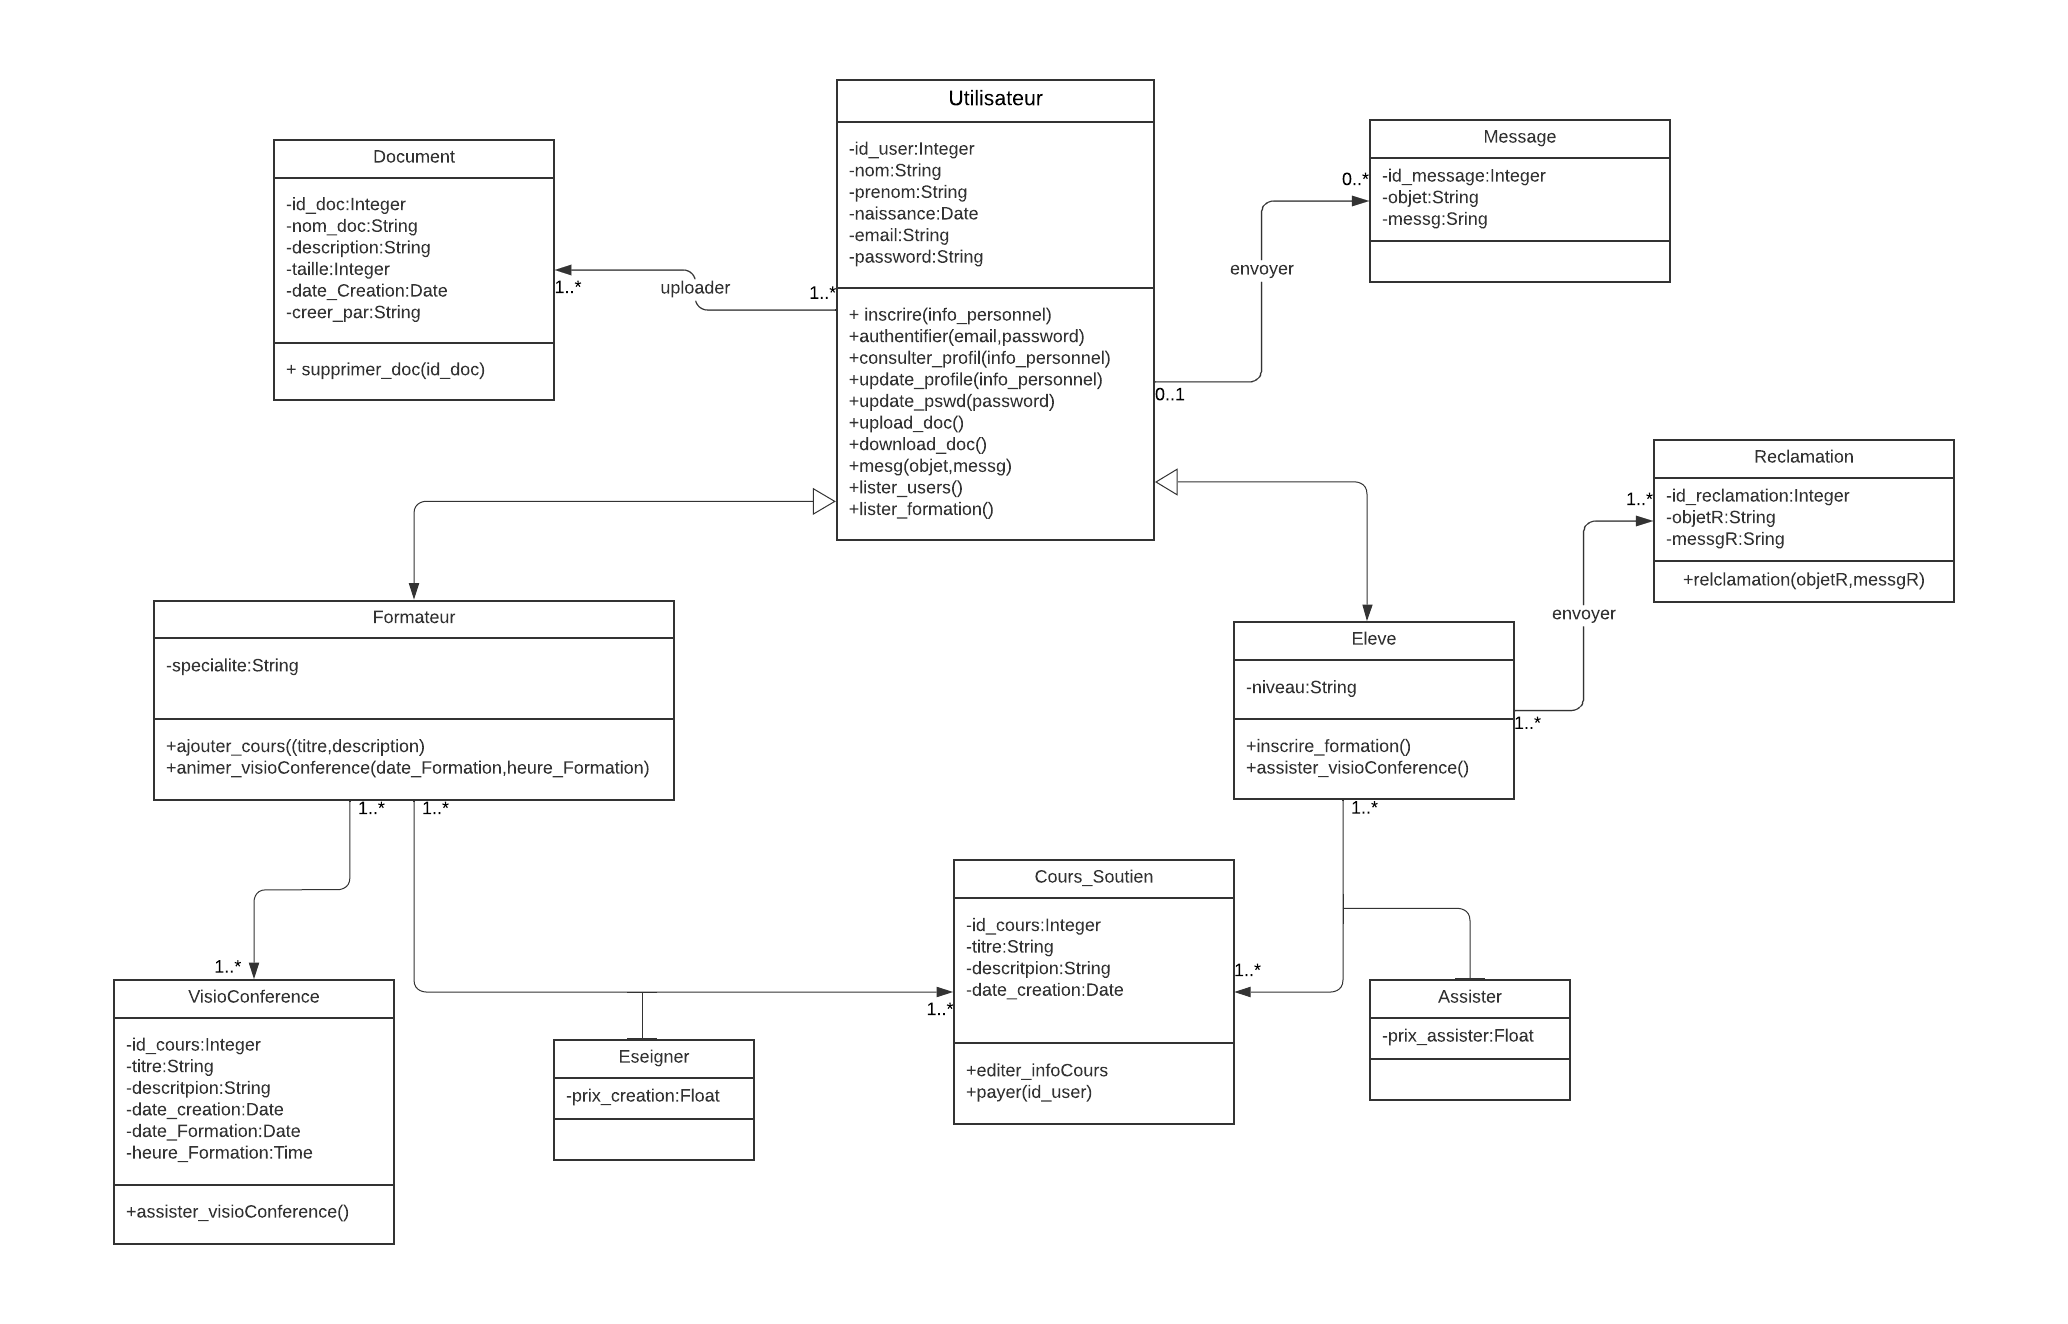 Utilisateur
-id_user:Integer
-nom:String
-prenom:String
-naissance:Date
-email:String
-password:String
+ inscrire(info_personnel)
+authentifier(email,password)
+consulter_profil(info_personnel)
+update_profile(info_personnel)
+update_pswd(password)
+upload_doc()
+download_doc()
+mesg(objet,messg)
+lister_users()
+lister_formation()
Document
-id_doc:Integer
-nom_doc:String
-description:String
-taille:Integer
-date_Creation:Date
-creer_par:String
+ supprimer_doc(id_doc)
1..*
uploader
1..*
Message
-id_message:Integer
-objet:String
-messg:Sring
0..*
envoyer
0..1
Reclamation
-id_reclamation:Integer
-objetR:String
-messgR:Sring
+relclamation(objetR,messgR)
1..*
envoyer
1..*
Formateur
-specialite:String
+ajouter_cours((titre,description)
+animer_visioConference(date_Formation,heure_Formation)
1..*
1..*
Eleve
-niveau:String
+inscrire_formation()
+assister_visioConference()
1..*
Cours_Soutien
-id_cours:Integer
-titre:String
-descritpion:String
-date_creation:Date
+editer_infoCours
+payer(id_user)
1..*
1..*
1..*
VisioConference
-id_cours:Integer
-titre:String
-descritpion:String
-date_creation:Date
-date_Formation:Date
-heure_Formation:Time
+assister_visioConference()
Eseigner
-prix_creation:Float
Assister
-prix_assister:Float